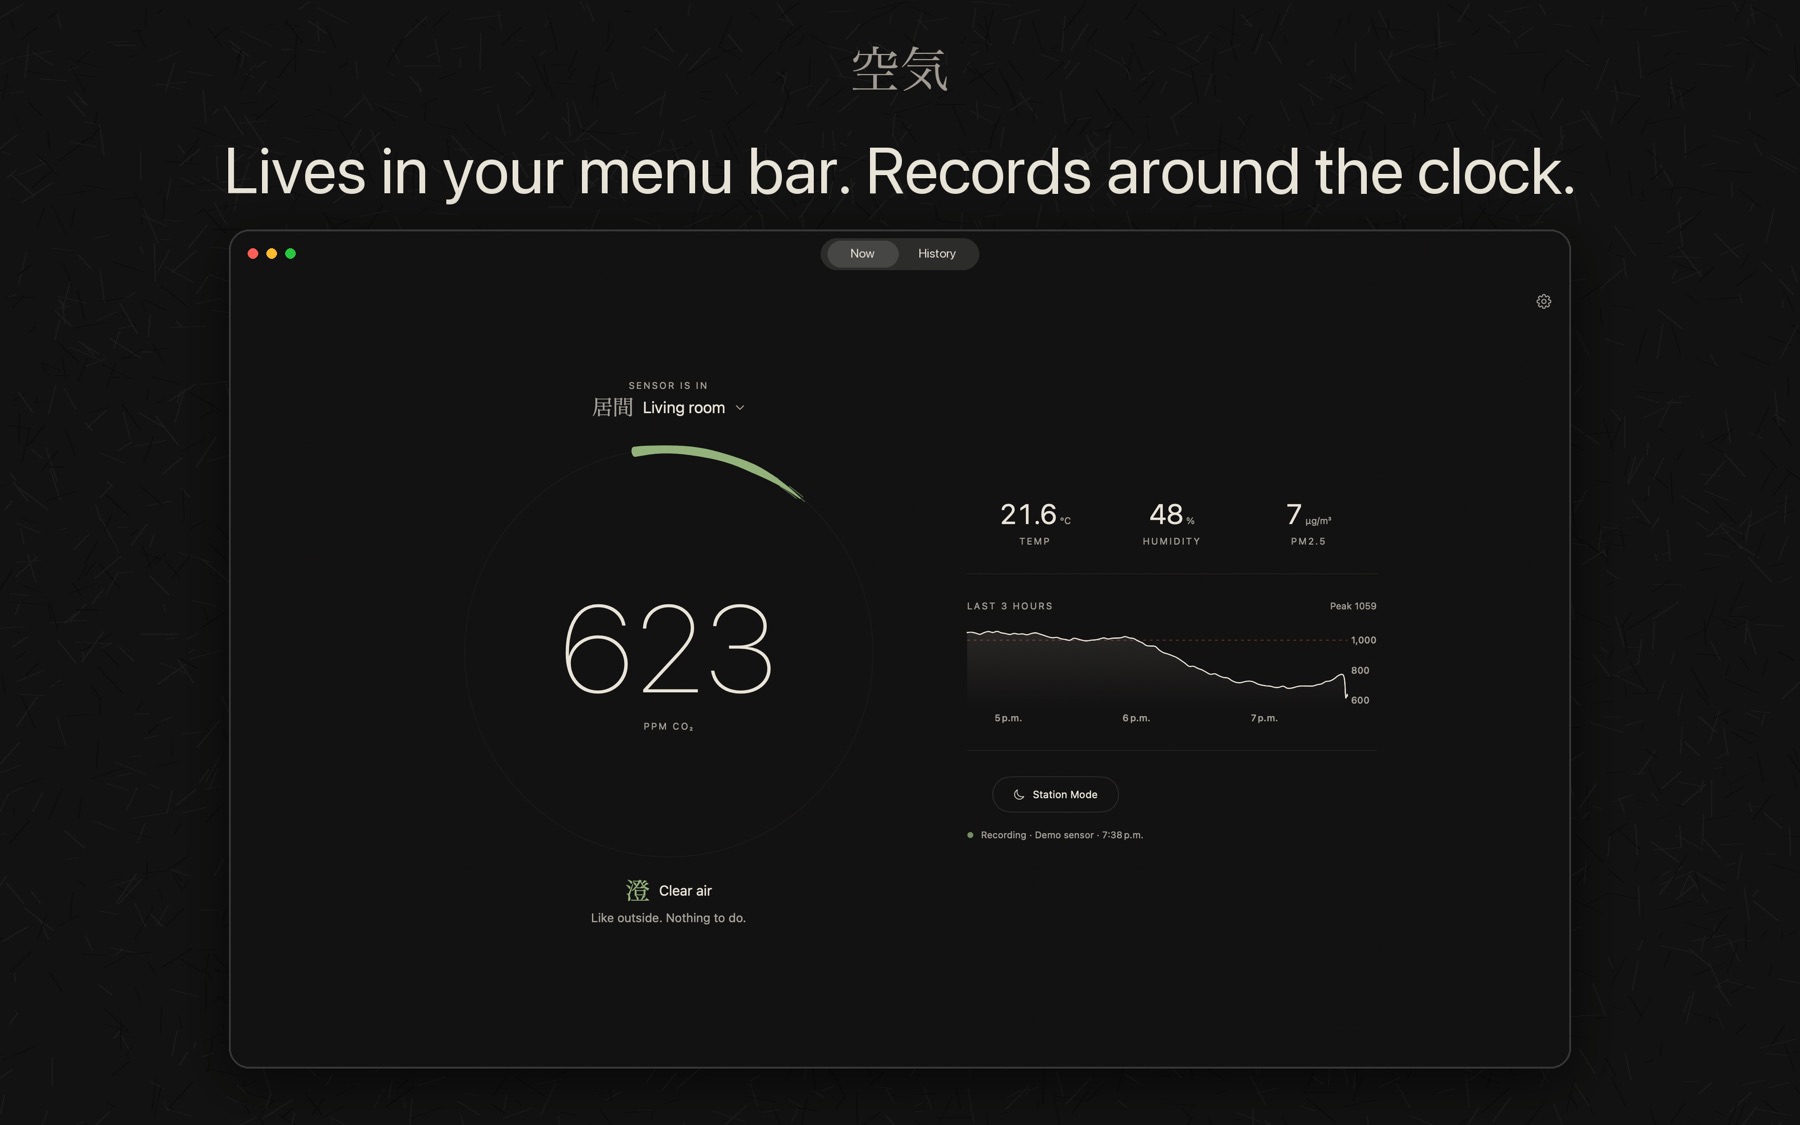 空気
Lives in your menu bar. Records around the clock.
Now
History
SENSOR IS IN
居間 Living room
623
PPM CO₂
澄 Clear air
Like outside. Nothing to do.
21.6 °C
TEMP
48 %
HUMIDITY
7 µg/m³
PM2.5
LAST 3 HOURS
Peak 1059
1,000
800
600
5 p.m.
6 p.m.
7 p.m.
Station Mode
Recording · Demo sensor · 7:38 p.m.